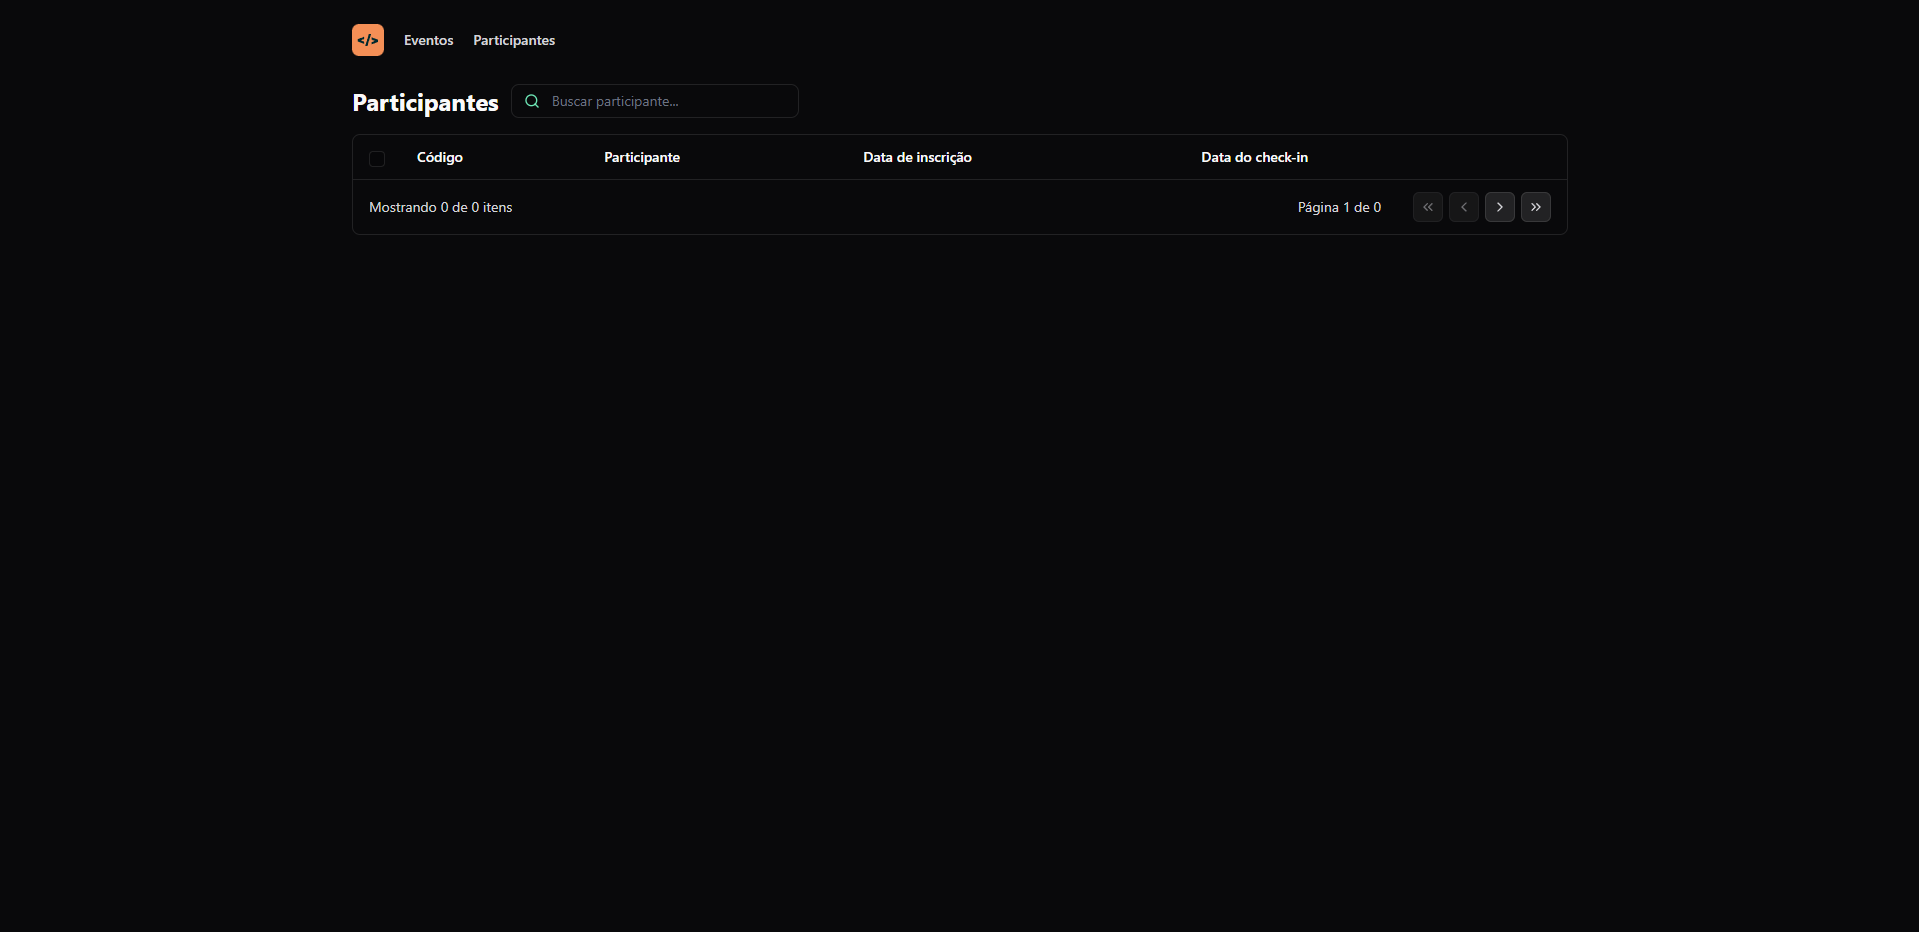 </> Eventos Participantes
Participantes Buscar participante...
Código Participante Data de inscrição Data do check-in
Mostrando 0 de 0 itens Página 1 de 0